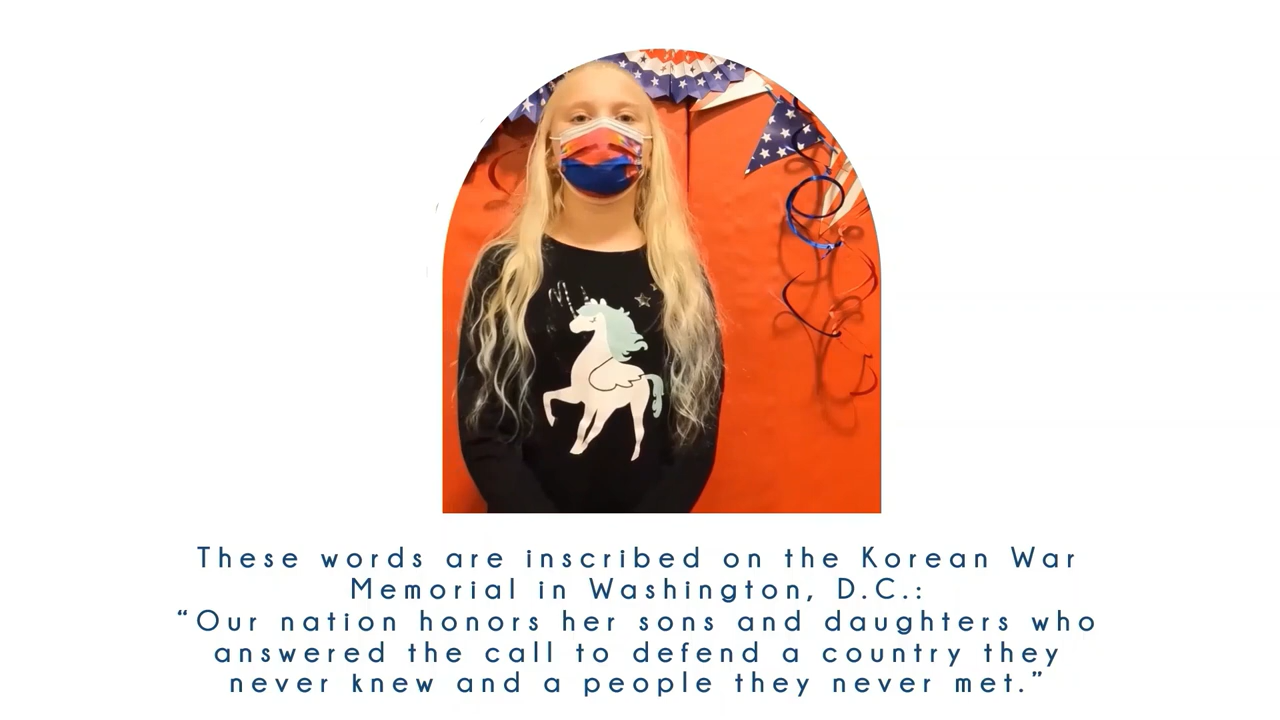 These words are inscribed on the Korean War
Memorial in Washington, D.C.:
“Our nation honors her sons and daughters who
answered the call to defend a country they
never knew and a people they never met.”